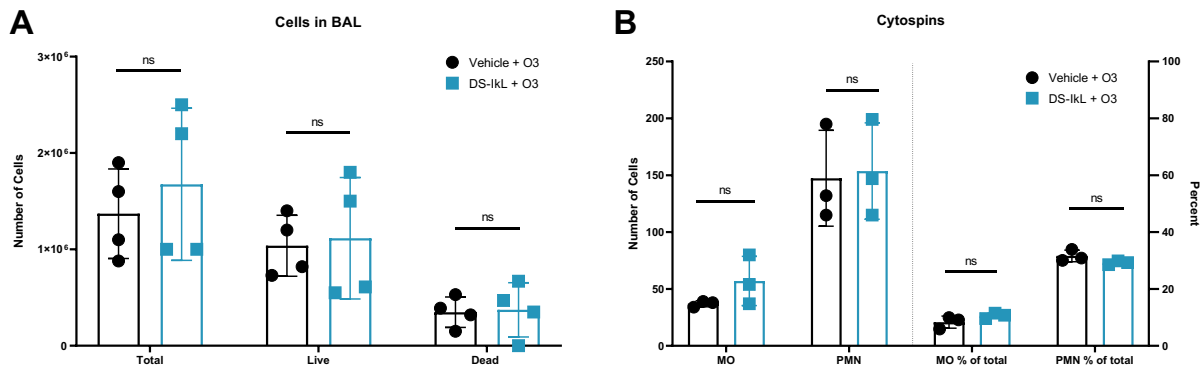 A
Cells in BAL
Number of Cells
3×10⁶
2×10⁶
1×10⁶
0
ns
ns
ns
Vehicle + O3
DS-IkL + O3
Total
Live
Dead
B
Cytospins
Number of Cells
250
200
150
100
50
0
ns
ns
ns
ns
Vehicle + O3
DS-IkL + O3
100
80
60
40
20
0
Percent
MO
PMN
MO % of total
PMN % of total